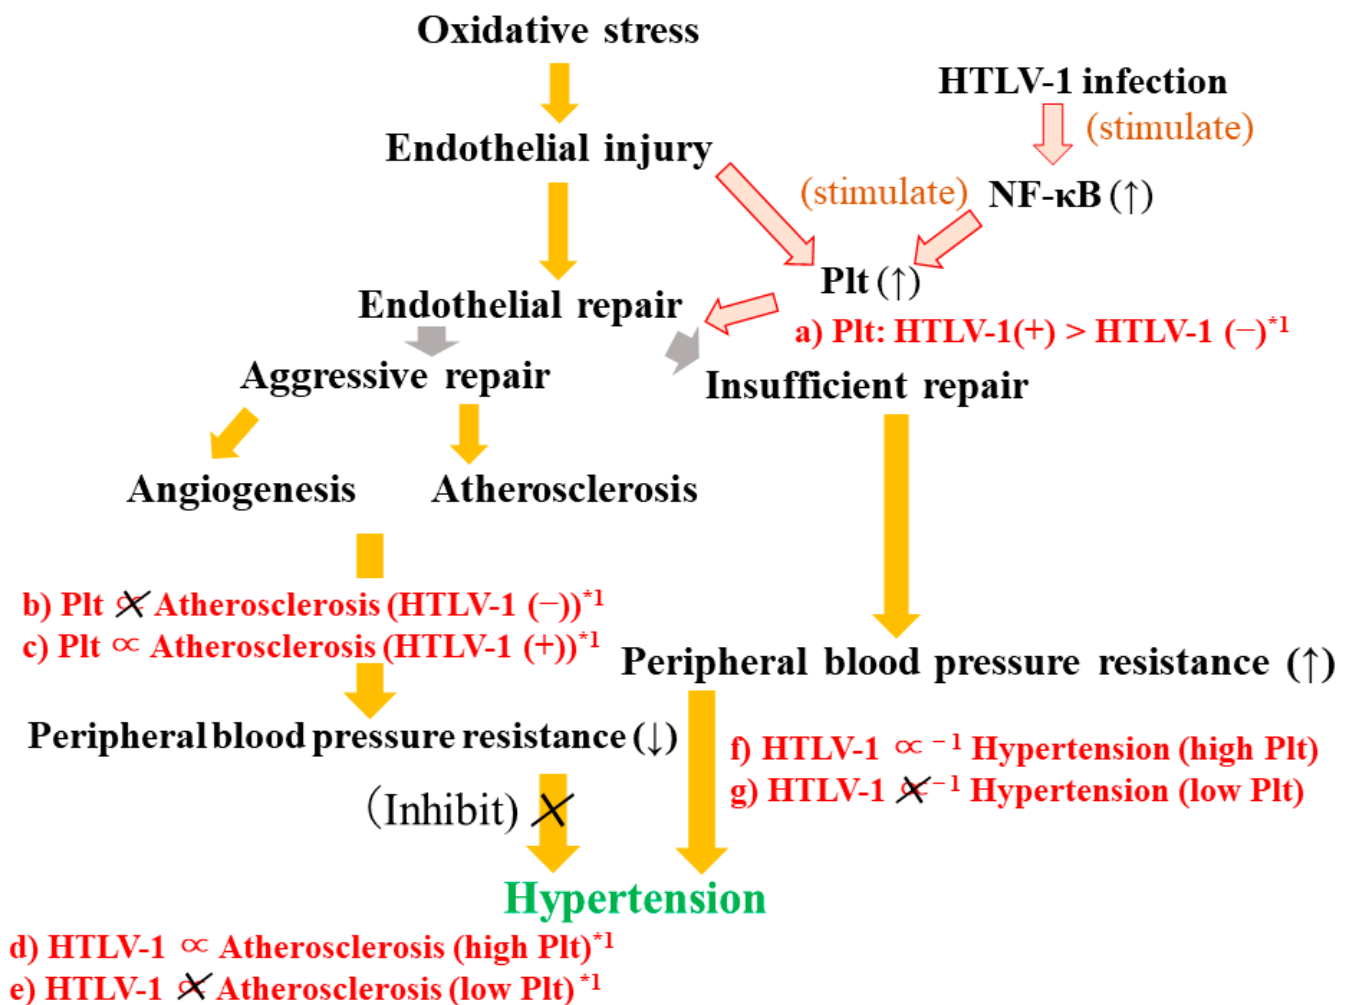 Oxidative stress
HTLV-1 infection
(stimulate)
Endothelial injury
(stimulate)
NF-κB (↑)
Plt (↑)
Endothelial repair
a) Plt: HTLV-1(+) > HTLV-1 (−)*1
Aggressive repair
Insufficient repair
Angiogenesis
Atherosclerosis
b) Plt ∝ Atherosclerosis (HTLV-1 (−))*1
c) Plt ∝ Atherosclerosis (HTLV-1 (+))*1
Peripheral blood pressure resistance (↑)
Peripheral blood pressure resistance (↓)
f) HTLV-1 ∝ −1 Hypertension (high Plt)
g) HTLV-1 ∝ −1 Hypertension (low Plt)
(Inhibit)
Hypertension
d) HTLV-1 ∝ Atherosclerosis (high Plt)*1
e) HTLV-1 ∝ Atherosclerosis (low Plt)*1